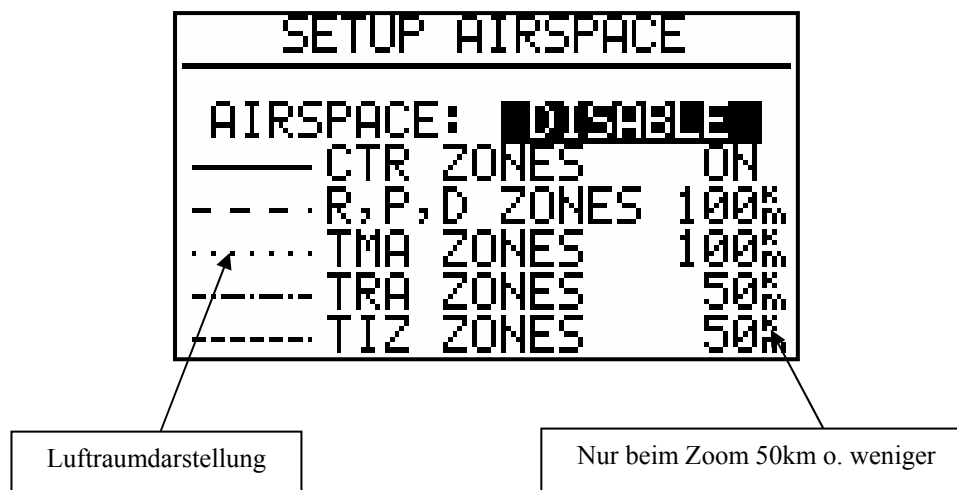 SETUP AIRSPACE
AIRSPACE: DISABLE
CTR ZONES ON
R,P,D ZONES 100km
TMA ZONES 100km
TRA ZONES 50km
TIZ ZONES 50km
Luftraumdarstellung
Nur beim Zoom 50km o. weniger